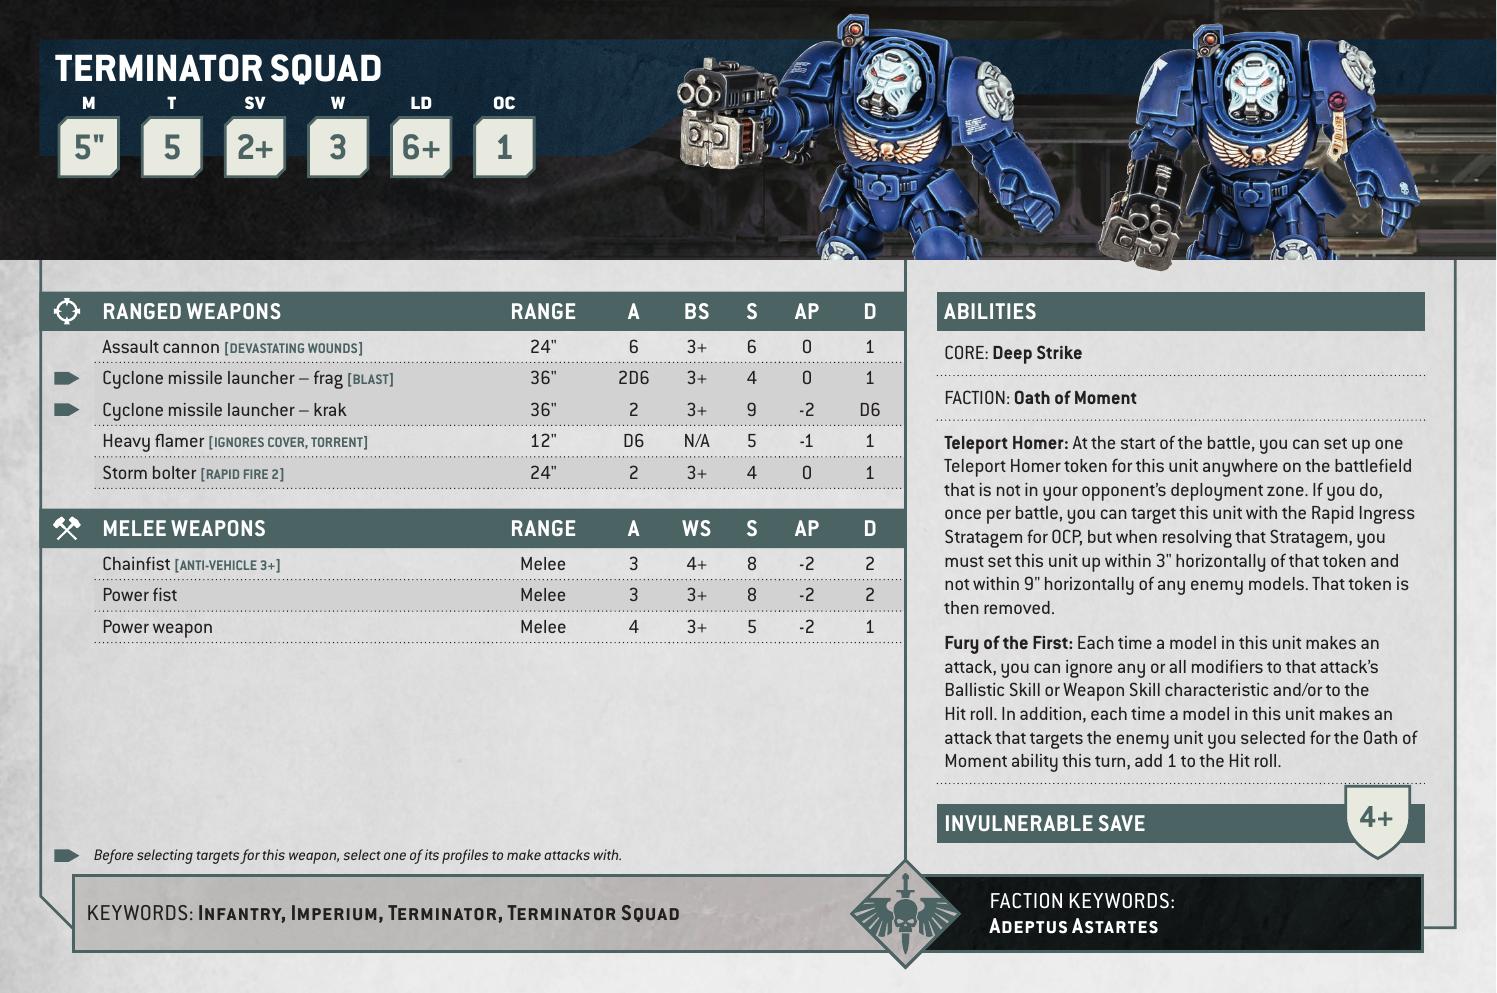 TERMINATOR SQUAD
M T SV W LD OC
5" 5 2+ 3 6+ 1
RANGED WEAPONS RANGE A BS S AP D
Assault cannon [DEVASTATING WOUNDS] 24" 6 3+ 6 0 1
Cyclone missile launcher – frag [BLAST] 36" 2D6 3+ 4 0 1
Cyclone missile launcher – krak 36" 2 3+ 9 -2 D6
Heavy flamer [IGNORES COVER, TORRENT] 12" D6 N/A 5 -1 1
Storm bolter [RAPID FIRE 2] 24" 2 3+ 4 0 1
MELEE WEAPONS RANGE A WS S AP D
Chainfist [ANTI-VEHICLE 3+] Melee 3 4+ 8 -2 2
Power fist Melee 3 3+ 8 -2 2
Power weapon Melee 4 3+ 5 -2 1
Before selecting targets for this weapon, select one of its profiles to make attacks with.
ABILITIES
CORE: Deep Strike
FACTION: Oath of Moment
Teleport Homer: At the start of the battle, you can set up one
Teleport Homer token for this unit anywhere on the battlefield
that is not in your opponent's deployment zone. If you do,
once per battle, you can target this unit with the Rapid Ingress
Stratagem for 0CP, but when resolving that Stratagem, you
must set this unit up within 3" horizontally of that token and
not within 9" horizontally of any enemy models. That token is
then removed.
Fury of the First: Each time a model in this unit makes an
attack, you can ignore any or all modifiers to that attack's
Ballistic Skill or Weapon Skill characteristic and/or to the
Hit roll. In addition, each time a model in this unit makes an
attack that targets the enemy unit you selected for the Oath of
Moment ability this turn, add 1 to the Hit roll.
INVULNERABLE SAVE 4+
KEYWORDS: INFANTRY, IMPERIUM, TERMINATOR, TERMINATOR SQUAD
FACTION KEYWORDS:
ADEPTUS ASTARTES